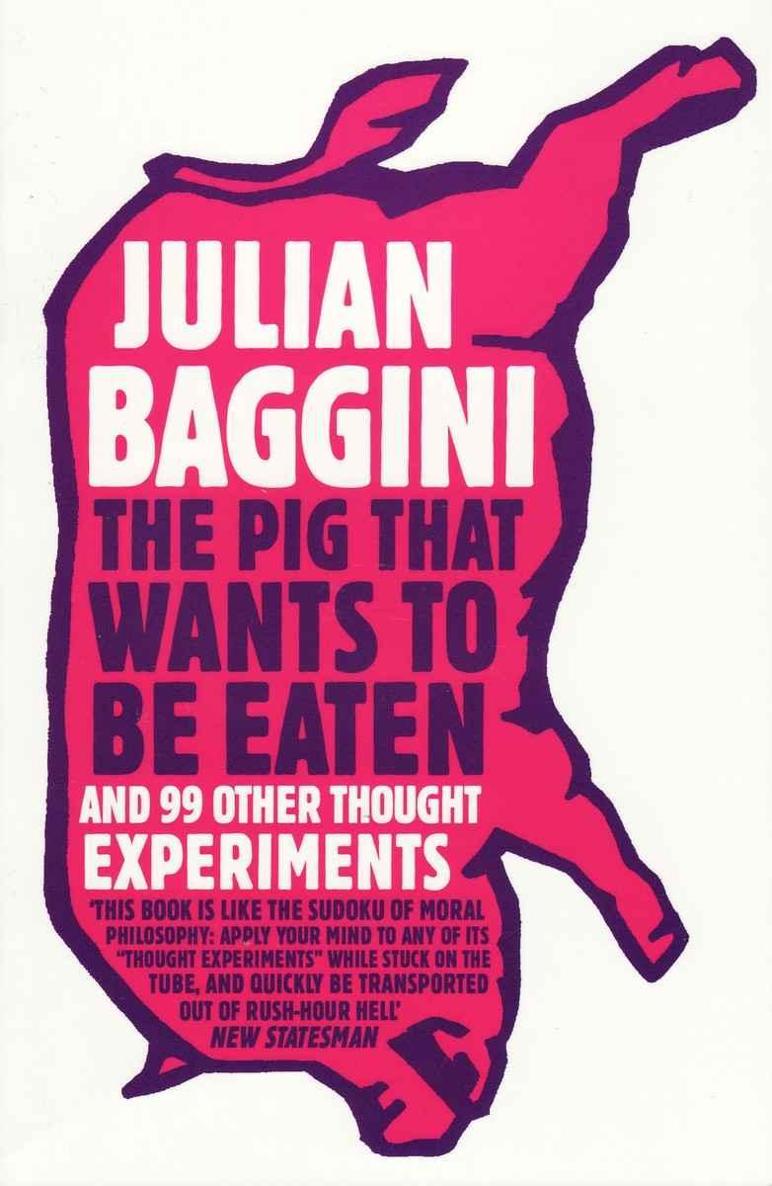 JULIAN
BAGGINI
THE PIG THAT
WANTS TO
BE EATEN
AND 99 OTHER THOUGHT
EXPERIMENTS
'THIS BOOK IS LIKE THE SUDOKU OF MORAL
PHILOSOPHY: APPLY YOUR MIND TO ANY OF ITS
"THOUGHT EXPERIMENTS" WHILE STUCK ON THE
TUBE, AND QUICKLY BE TRANSPORTED
OUT OF RUSH-HOUR HELL'
NEW STATESMAN